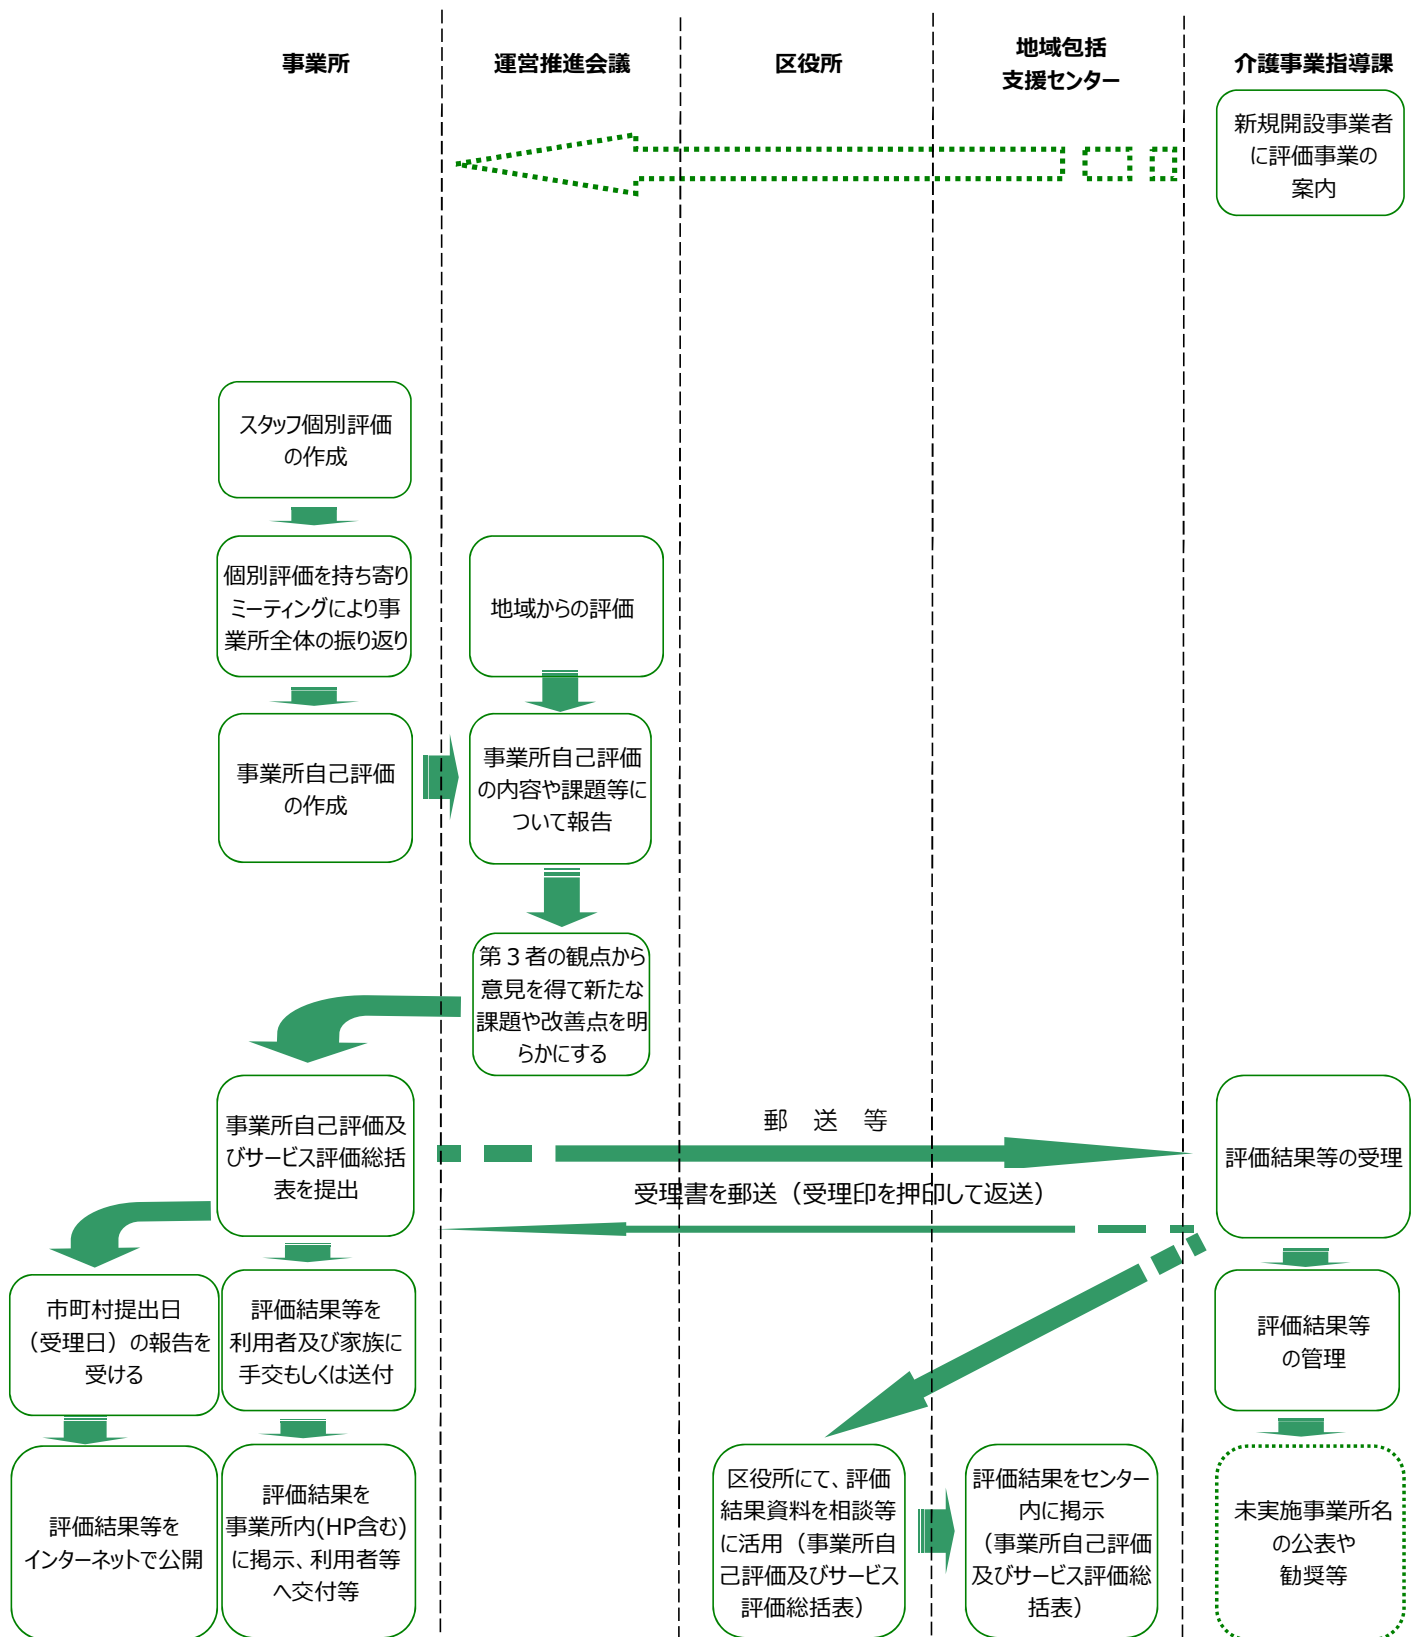 事業所
運営推進会議
区役所
地域包括
支援センター
介護事業指導課
新規開設事業者
に評価事業の
案内
スタッフ個別評価
の作成
個別評価を持ち寄り
ミーティングにより事
業所全体の振り返り
地域からの評価
事業所自己評価
の作成
事業所自己評価
の内容や課題等に
ついて報告
第３者の観点から
意見を得て新たな
課題や改善点を明
らかにする
事業所自己評価及
びサービス評価総括
表を提出
郵　送　等
評価結果等の受理
受理書を郵送（受理印を押印して返送）
市町村提出日
（受理日）の報告を
受ける
評価結果等を
利用者及び家族に
手交もしくは送付
評価結果等
の管理
評価結果等を
インターネットで公開
評価結果を
事業所内(HP含む)
に掲示、利用者等
へ交付等
区役所にて、評価
結果資料を相談等
に活用（事業所自
己評価及びサービス
評価総括表）
評価結果をセンター
内に掲示
（事業所自己評価
及びサービス評価総
括表）
未実施事業所名
の公表や
勧奨等